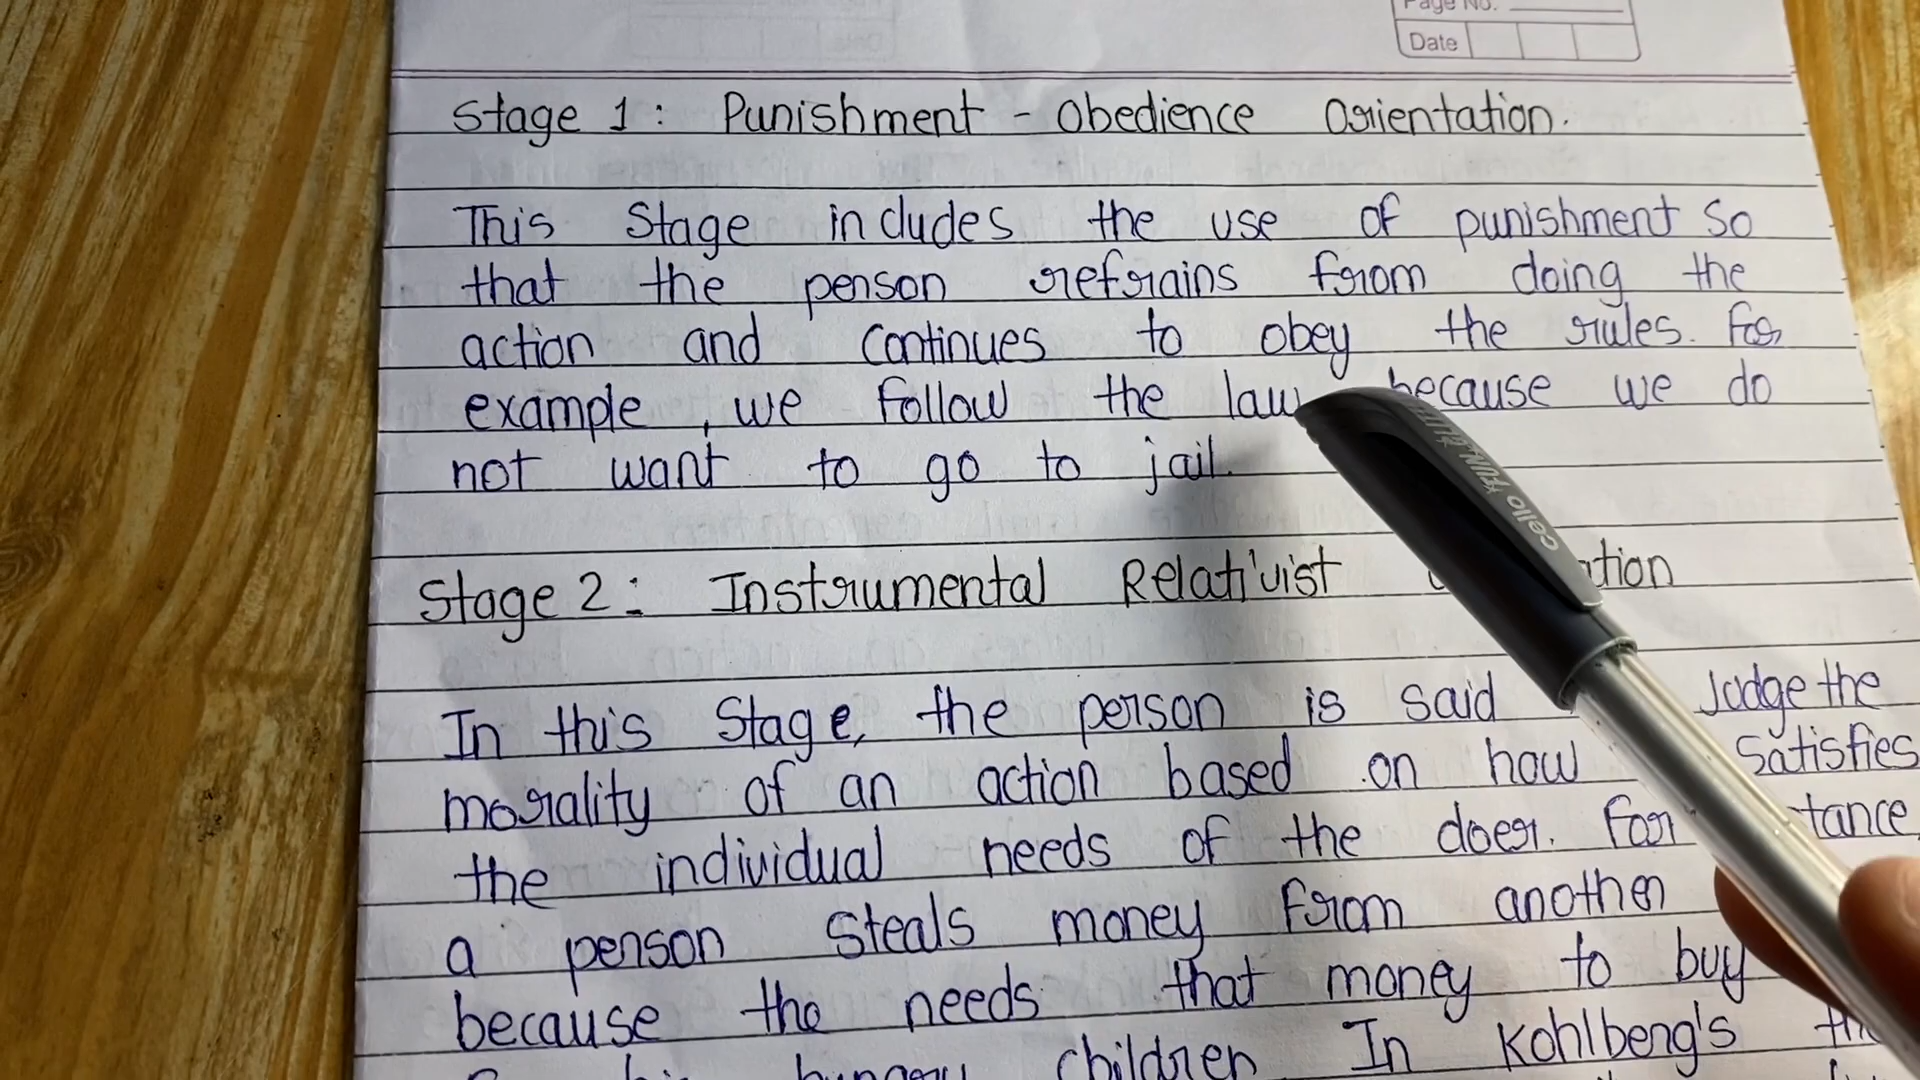 Page No.
Date
Stage 1: Punishment - Obedience Orientation.
This Stage includes the use of punishment so
that the person refrains from doing the
action and continues to obey the rules. For
example, we follow the law because we do
not want to go to jail.
Stage 2: Instrumental Relativist
In this Stage, the person is said Judge the
morality of an action based on how satisfies
the individual needs of the doer. For
a person steals money from another
because the needs that money to buy
hungry children In Kohlberg's
cello